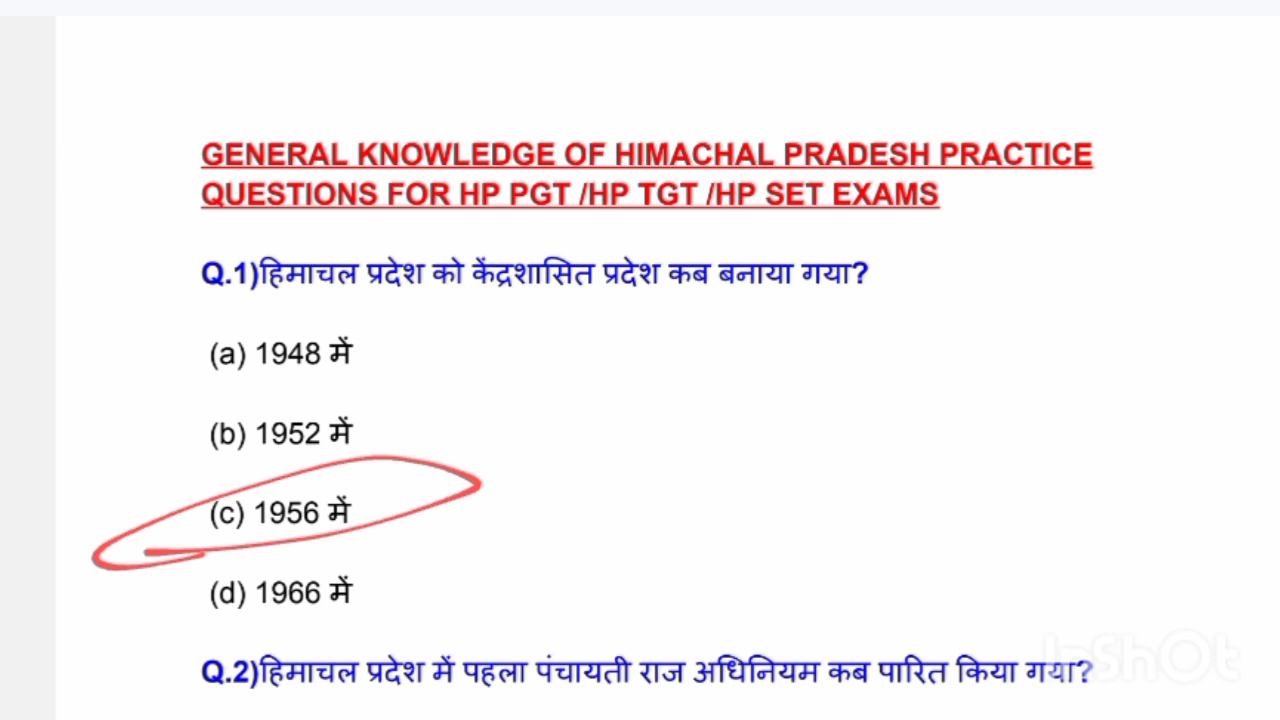 GENERAL KNOWLEDGE OF HIMACHAL PRADESH PRACTICE
QUESTIONS FOR HP PGT /HP TGT /HP SET EXAMS
Q.1)हिमाचल प्रदेश को केंद्रशासित प्रदेश कब बनाया गया?
(a) 1948 में
(b) 1952 में
(c) 1956 में
(d) 1966 में
Q.2)हिमाचल प्रदेश में पहला पंचायती राज अधिनियम कब पारित किया गया?
InShOt